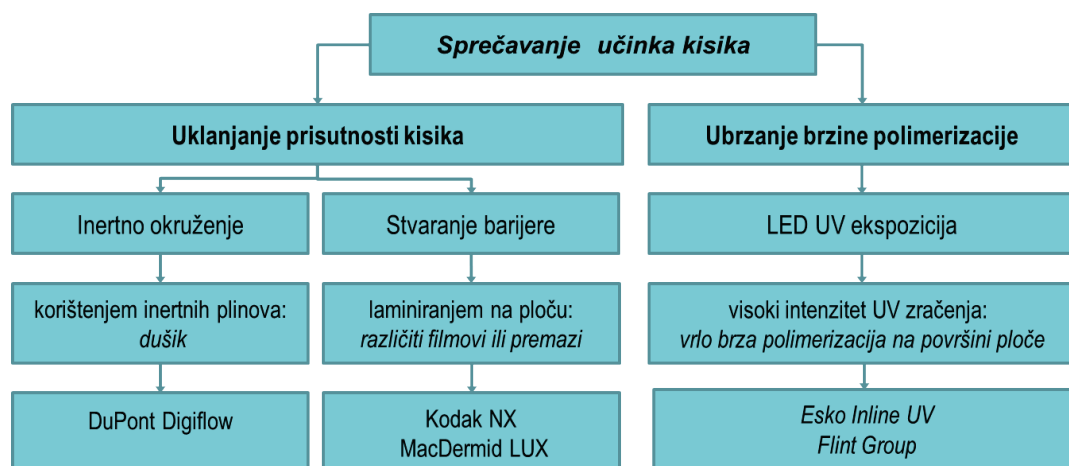 Sprečavanje učinka kisika
Uklanjanje prisutnosti kisika
Ubrzanje brzine polimerizacije
Inertno okruženje
Stvaranje barijere
LED UV ekspozicija
korištenjem inertnih plinova:
dušik
laminiranjem na ploču:
različiti filmovi ili premazi
visoki intenzitet UV zračenja:
vrlo brza polimerizacija na površini ploče
DuPont Digiflow
Kodak NX
MacDermid LUX
Esko Inline UV
Flint Group